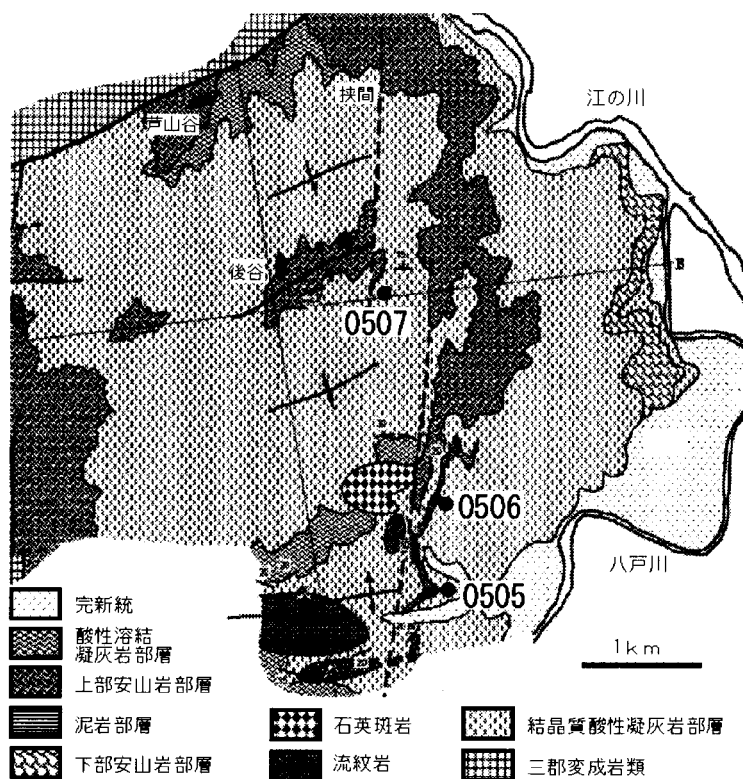 江の川
挟間
芦山谷
後谷
E
0507
0506
八戸川
0505
1km
完新統
酸性溶結
凝灰岩部層
上部安山岩部層
泥岩部層
下部安山岩部層
石英斑岩
流紋岩
結晶質酸性凝灰岩部層
三郡変成岩類